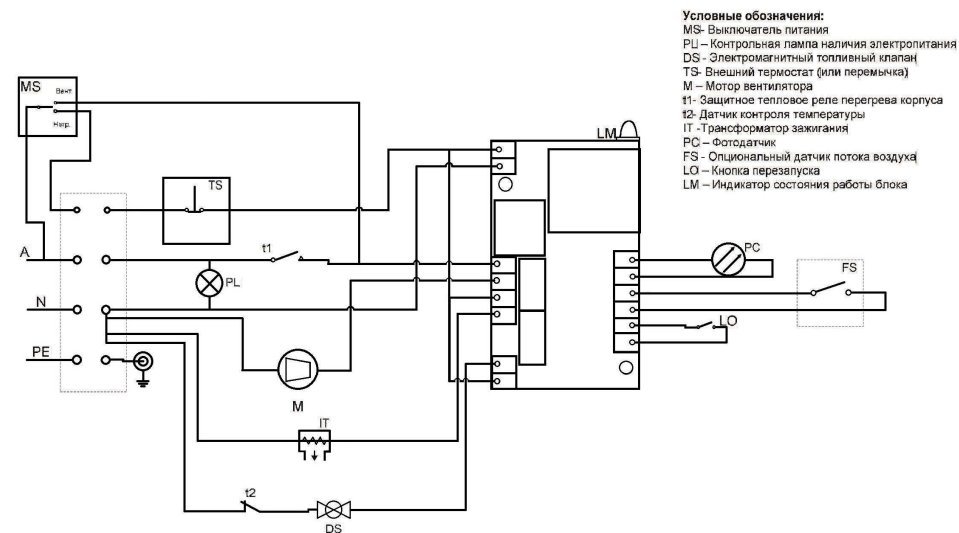 Условные обозначения:
MS- Выключатель питания
PLI – Контрольная лампа наличия электропитания
DS - Электромагнитный топливный клапан
TS- Внешний термостат (или перемычка)
M – Мотор вентилятора
t1- Защитное тепловое реле перегрева корпуса
t2- Датчик контроля температуры
IT -Трансформатор зажигания
PC – Фотодатчик
FS - Опциональный датчик потока воздуха
LO – Кнопка перезапуска
LM – Индикатор состояния работы блока
MS
Вент
Нагр.
LM
TS
A
t1
PL
PC
FS
N
LO
PE
M
IT
t2
DS